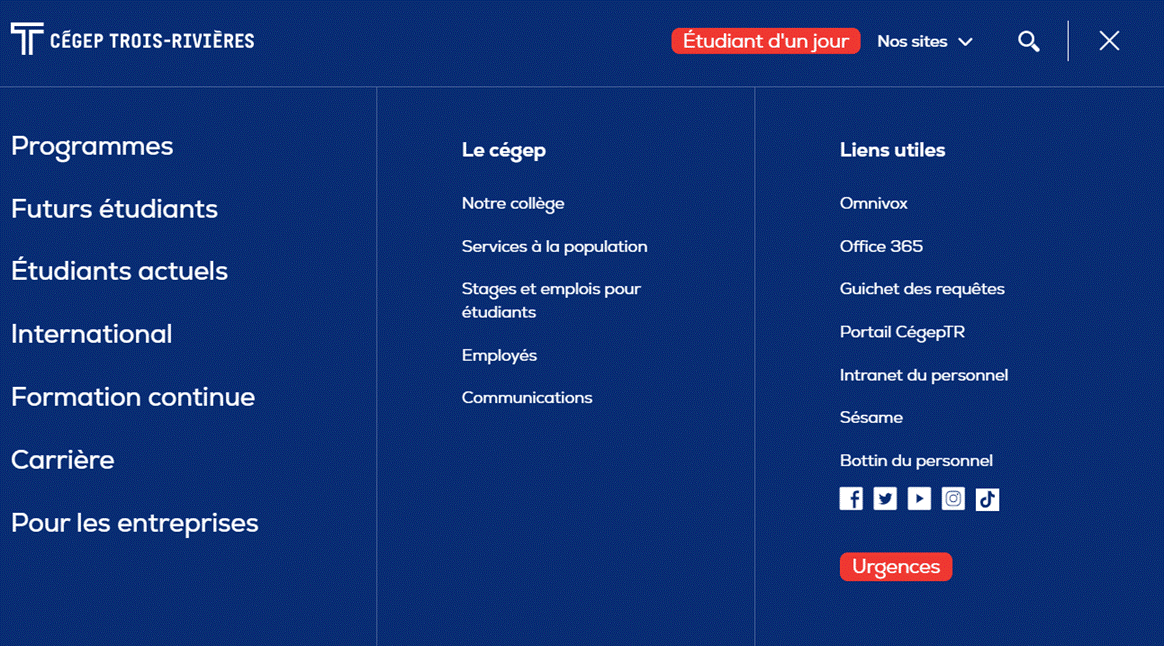 CÉGEP TROIS-RIVIÈRES
Étudiant d'un jour
Nos sites
Programmes
Futurs étudiants
Étudiants actuels
International
Formation continue
Carrière
Pour les entreprises
Le cégep
Notre collège
Services à la population
Stages et emplois pour
étudiants
Employés
Communications
Liens utiles
Omnivox
Office 365
Guichet des requêtes
Portail CégepTR
Intranet du personnel
Sésame
Bottin du personnel
Urgences